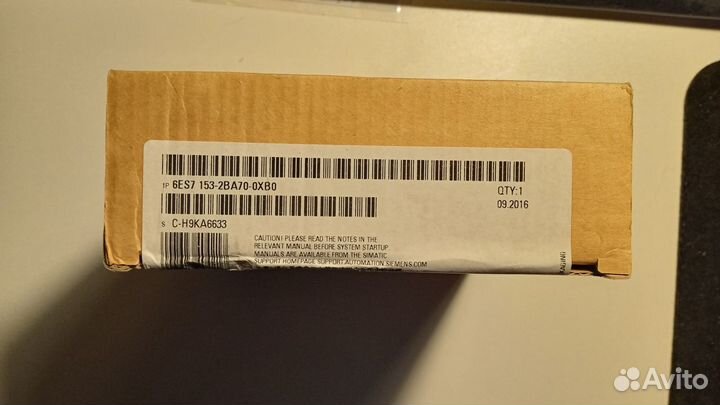 1P 6ES7 153-2BA70-0XB0
QTY:1
09.2016
S C-H9KA6633
CAUTION! PLEASE READ THE NOTES IN THE
RELEVANT MANUAL BEFORE SYSTEM STARTUP.
MANUALS ARE AVAILABLE FROM THE SIMATIC
SUPPORT HOMEPAGE SUPPORT.AUTOMATION.SIEMENS.COM
Avito